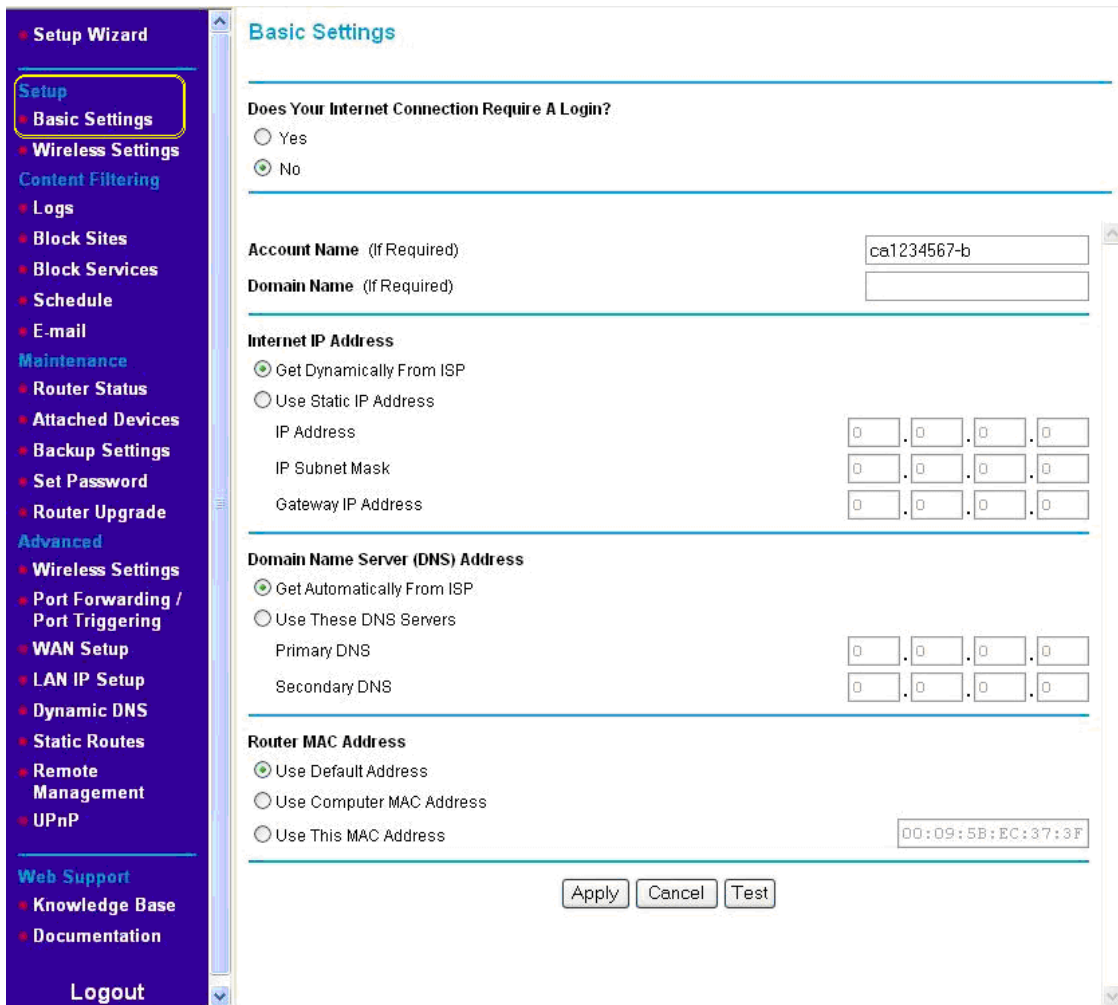 Setup Wizard
Setup
Basic Settings
Wireless Settings
Content Filtering
Logs
Block Sites
Block Services
Schedule
E-mail
Maintenance
Router Status
Attached Devices
Backup Settings
Set Password
Router Upgrade
Advanced
Wireless Settings
Port Forwarding /
Port Triggering
WAN Setup
LAN IP Setup
Dynamic DNS
Static Routes
Remote
Management
UPnP
Web Support
Knowledge Base
Documentation
Logout
Basic Settings
Does Your Internet Connection Require A Login?
Yes
No
Account Name (If Required) ca1234567-b
Domain Name (If Required)
Internet IP Address
Get Dynamically From ISP
Use Static IP Address
IP Address 0 . 0 . 0 . 0
IP Subnet Mask 0 . 0 . 0 . 0
Gateway IP Address 0 . 0 . 0 . 0
Domain Name Server (DNS) Address
Get Automatically From ISP
Use These DNS Servers
Primary DNS 0 . 0 . 0 . 0
Secondary DNS 0 . 0 . 0 . 0
Router MAC Address
Use Default Address
Use Computer MAC Address
Use This MAC Address 00:09:5B:EC:37:3F
Apply Cancel Test